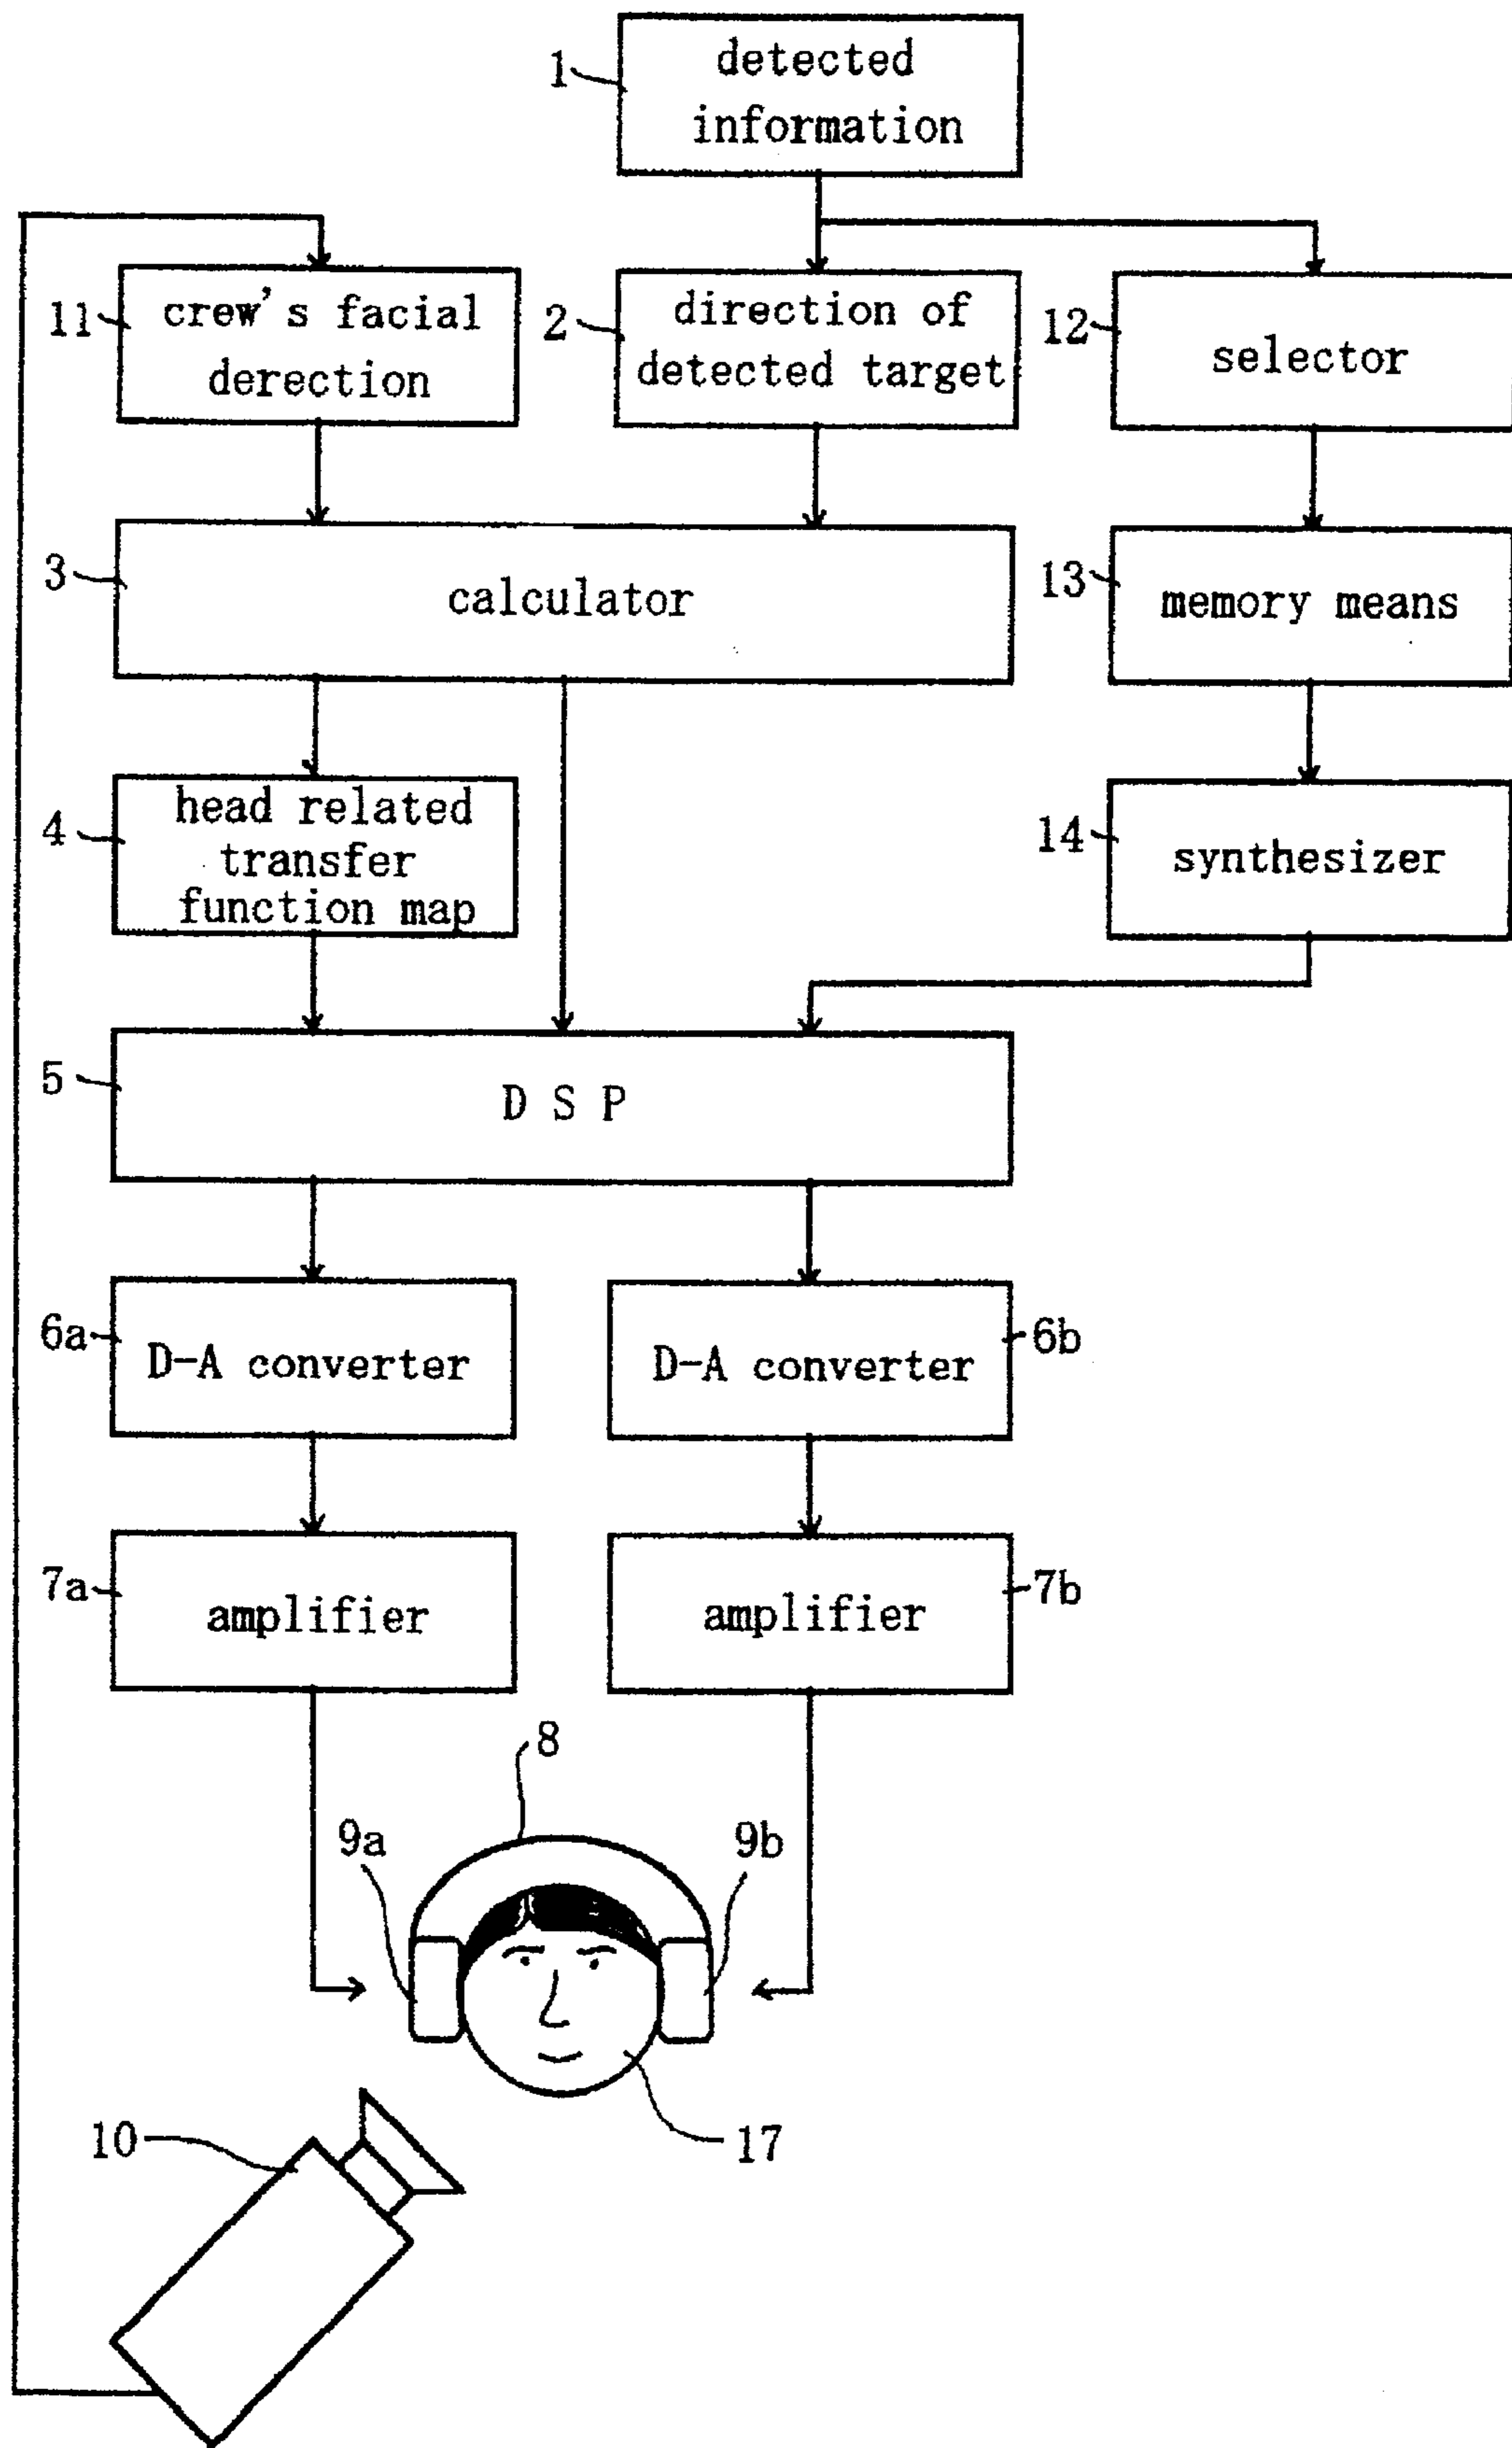 1
detected
information
11
crew's facial
derection
2
direction of
detected target
12
selector
3
calculator
13
memory means
4
head related
transfer
function map
14
synthesizer
5
D S P
6a
D-A converter
D-A converter
6b
7a
amplifier
amplifier
7b
8
9a
9b
10
17